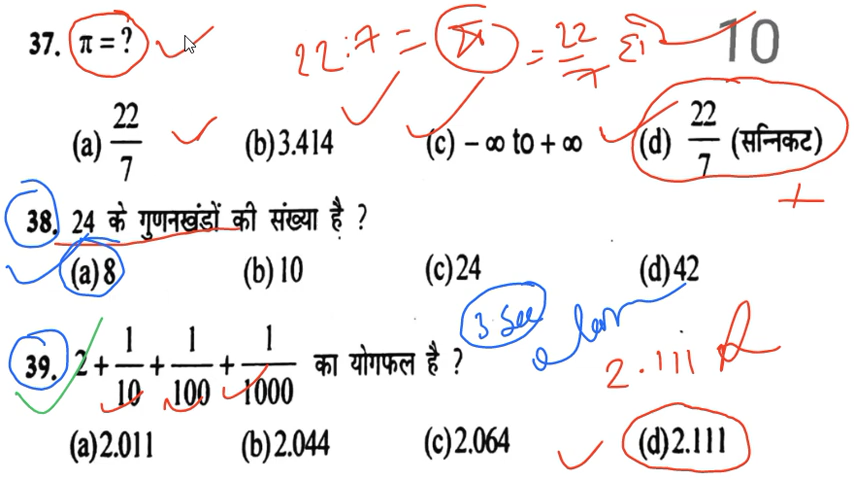 37. π = ? 22:7 = π = 22/7 10
(a) 22/7 (b) 3.414 (c) – ∞ to + ∞ (d) 22/7 (सन्निकट)
38. 24 के गुणनखंडों की संख्या है ?
(a) 8 (b) 10 (c) 24 (d) 42
3 Sec
39. 2 + 1/10 + 1/100 + 1/1000 का योगफल है ? 2.111
(a) 2.011 (b) 2.044 (c) 2.064 (d) 2.111